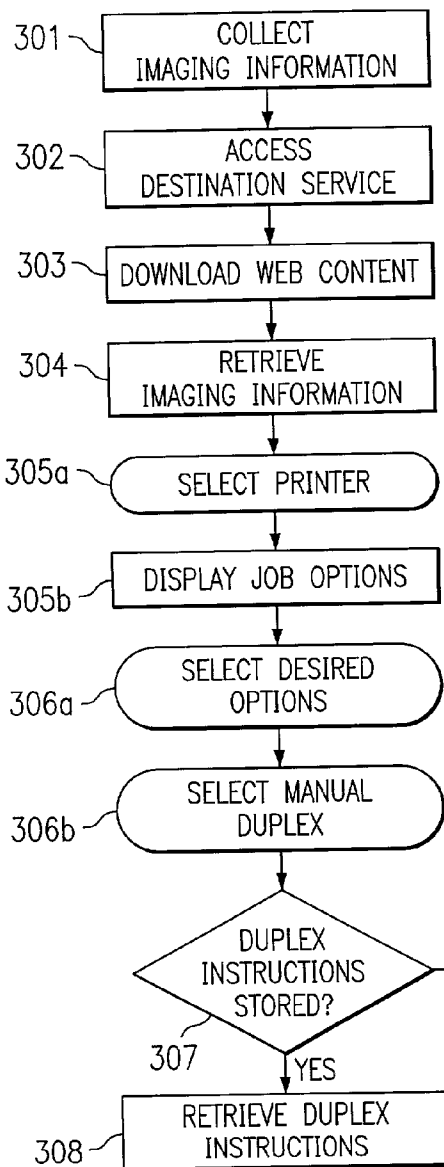 301
COLLECT
IMAGING INFORMATION
302
ACCESS
DESTINATION SERVICE
303
DOWNLOAD WEB CONTENT
304
RETRIEVE
IMAGING INFORMATION
305a
SELECT PRINTER
305b
DISPLAY JOB OPTIONS
306a
SELECT DESIRED
OPTIONS
306b
SELECT MANUAL
DUPLEX
DUPLEX
INSTRUCTIONS
STORED?
307
YES
308
RETRIEVE DUPLEX
INSTRUCTIONS